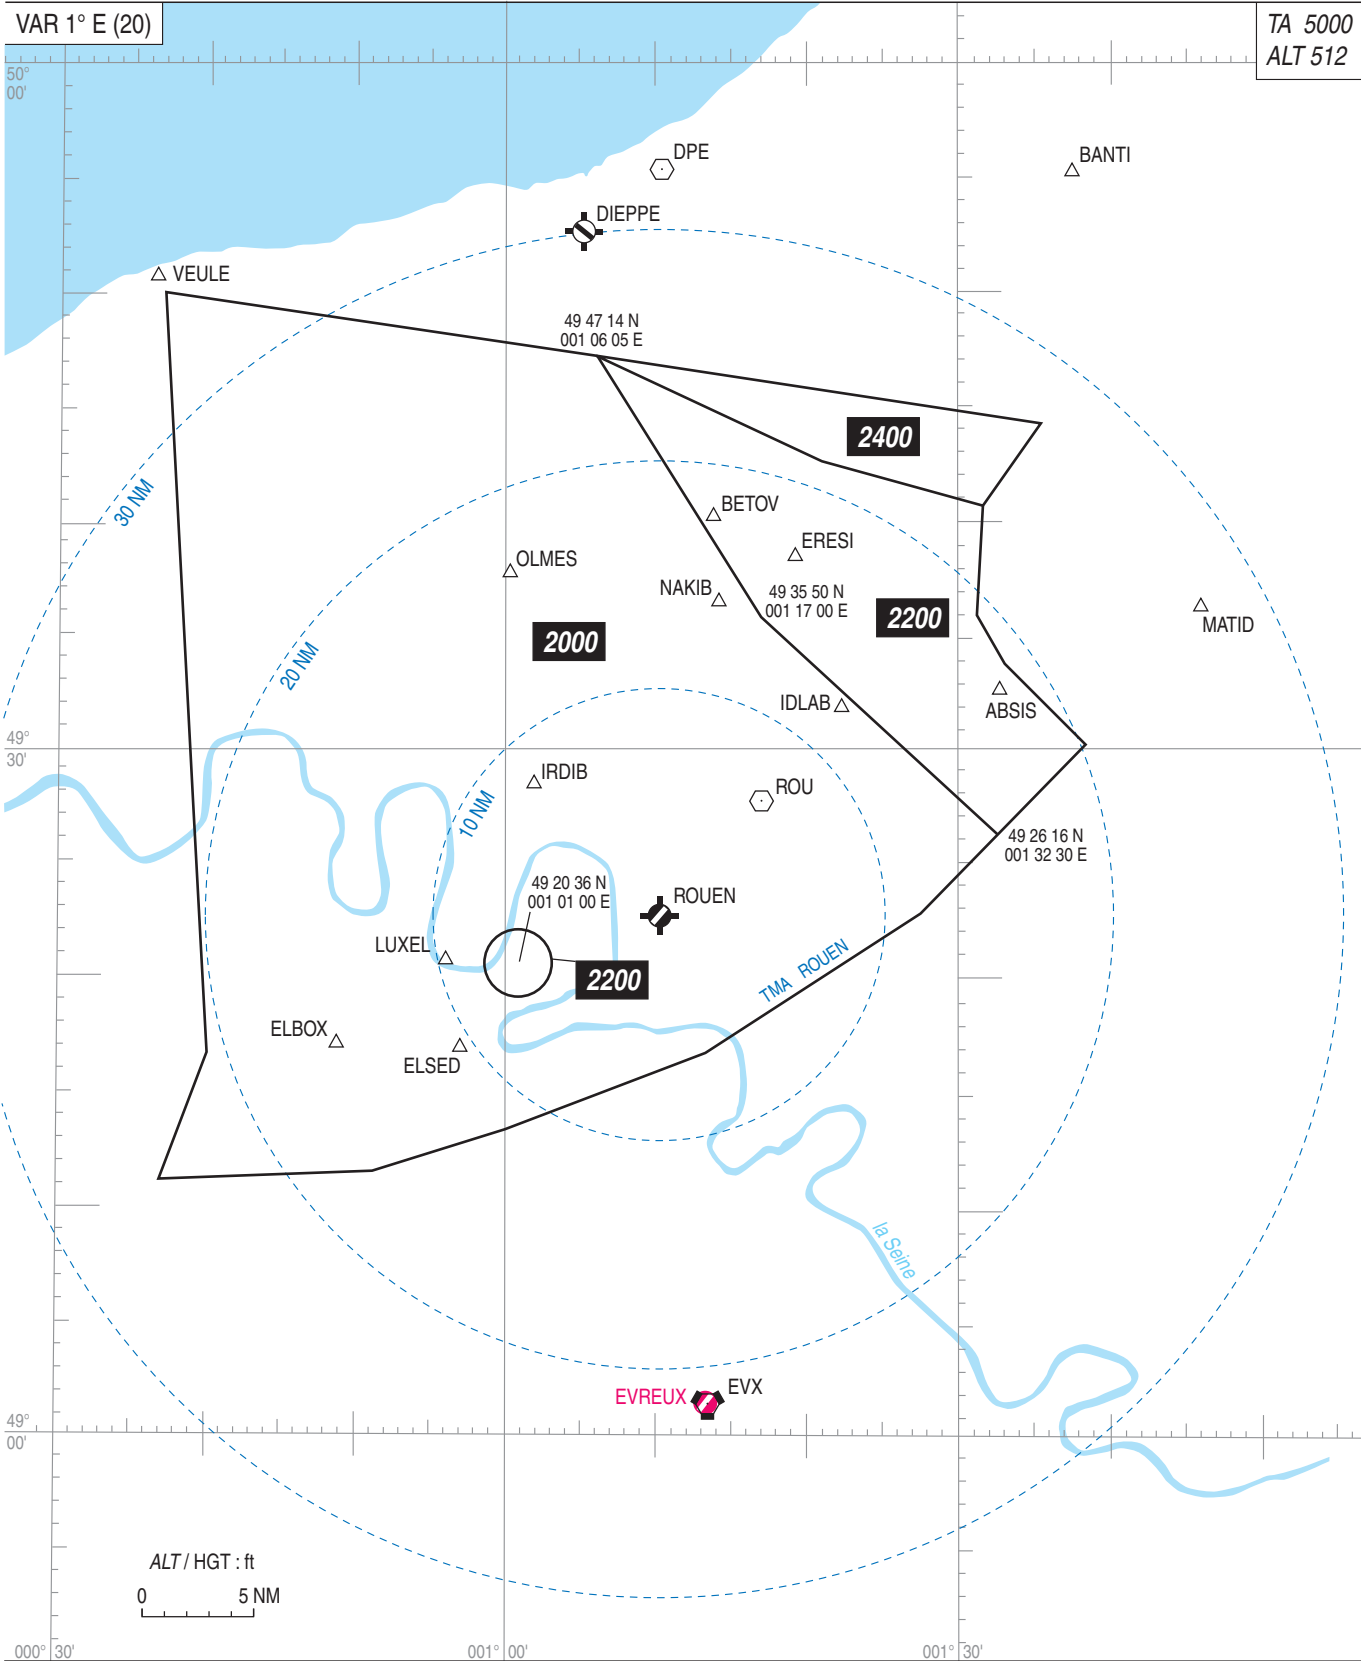 VAR 1° E (20)
TA 5000
ALT 512
50°
00'
DPE
BANTI
DIEPPE
VEULE
49 47 14 N
001 06 05 E
2400
30 NM
BETOV
ERESI
OLMES
NAKIB
49 35 50 N
001 17 00 E
2200
MATID
2000
20 NM
IDLAB
ABSIS
49°
30'
IRDIB
ROU
10 NM
49 26 16 N
001 32 30 E
49 20 36 N
001 01 00 E
ROUEN
LUXEL
2200
TMA ROUEN
ELBOX
ELSED
la Seine
EVREUX
EVX
49°
00'
ALT / HGT : ft
0 5 NM
000° 30'
001° 00'
001° 30'